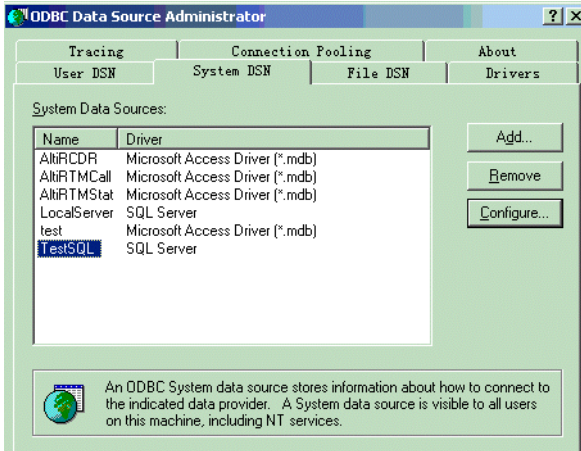 ODBC Data Source Administrator
Tracing Connection Pooling About
User DSN System DSN File DSN Drivers
System Data Sources:
Name Driver
AltiRCDR Microsoft Access Driver (*.mdb)
AltiRTMCall Microsoft Access Driver (*.mdb)
AltiRTMStat Microsoft Access Driver (*.mdb)
LocalServer SQL Server
test Microsoft Access Driver (*.mdb)
TestSQL SQL Server
Add...
Remove
Configure...
An ODBC System data source stores information about how to connect to
the indicated data provider. A System data source is visible to all users
on this machine, including NT services.